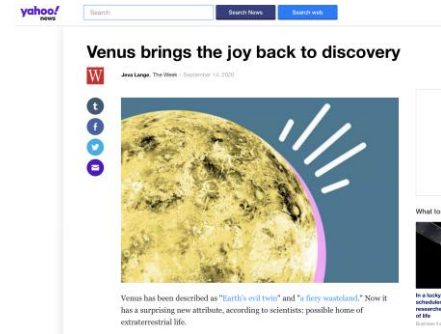 yahoo!
news
Search
Search News
Search web
Venus brings the joy back to discovery
W
Jeva Lange, The Week · September 14, 2020
t
f
Venus has been described as "Earth's evil twin" and "a fiery wasteland." Now it
has a surprising new attribute, according to scientists: possible home of
extraterrestrial life.
What to
In a lucky
scheduled
research
of life